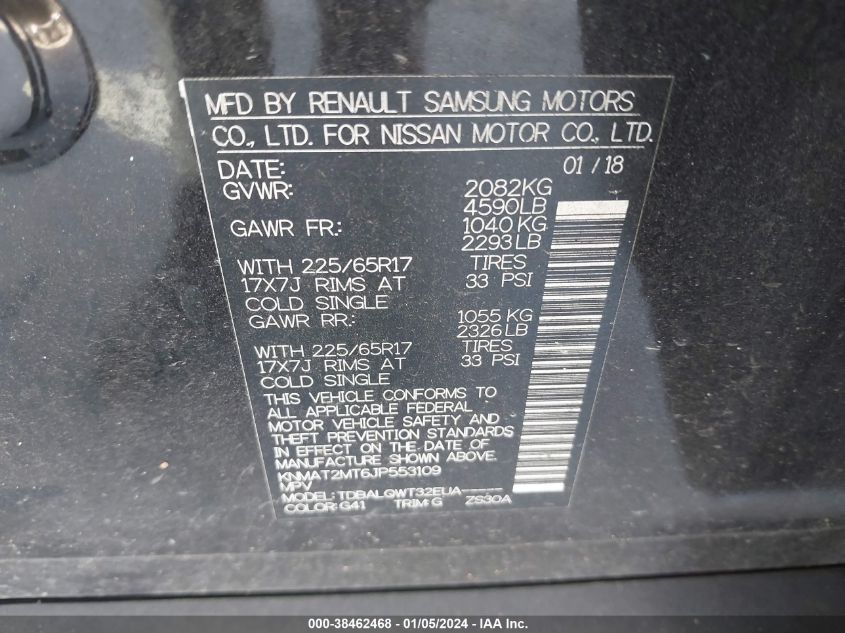 MFD BY RENAULT SAMSUNG MOTORS
CO., LTD. FOR NISSAN MOTOR CO., LTD.
DATE: 01 / 18
GVWR: 2082KG
4590LB
GAWR FR.: 1040 KG
2293 LB
WITH 225/65R17 TIRES
17X7J RIMS AT 33 PSI
COLD SINGLE
GAWR RR.: 1055 KG
2326 LB
WITH 225/65R17 TIRES
17X7J RIMS AT 33 PSI
COLD SINGLE
THIS VEHICLE CONFORMS TO
ALL APPLICABLE FEDERAL
MOTOR VEHICLE SAFETY AND
THEFT PREVENTION STANDARDS
IN EFFECT ON THE DATE OF
MANUFACTURE SHOWN ABOVE.
KNMAT2MT6JP553109
MPV
MODEL: TDBALQWT32EUA-----
COLOR: G41 TRIM: G ZS30A
000-38462468 - 01/05/2024 - IAA Inc.